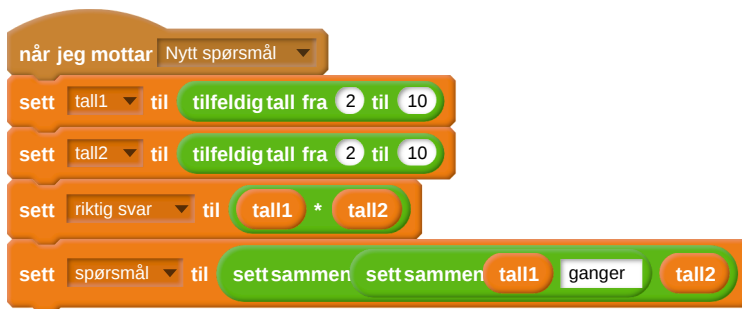 når jeg mottar Nytt spørsmål
sett tall1 til tilfeldig tall fra 2 til 10
sett tall2 til tilfeldig tall fra 2 til 10
sett riktig svar til tall1 * tall2
sett spørsmål til sett sammen sett sammen tall1 ganger tall2